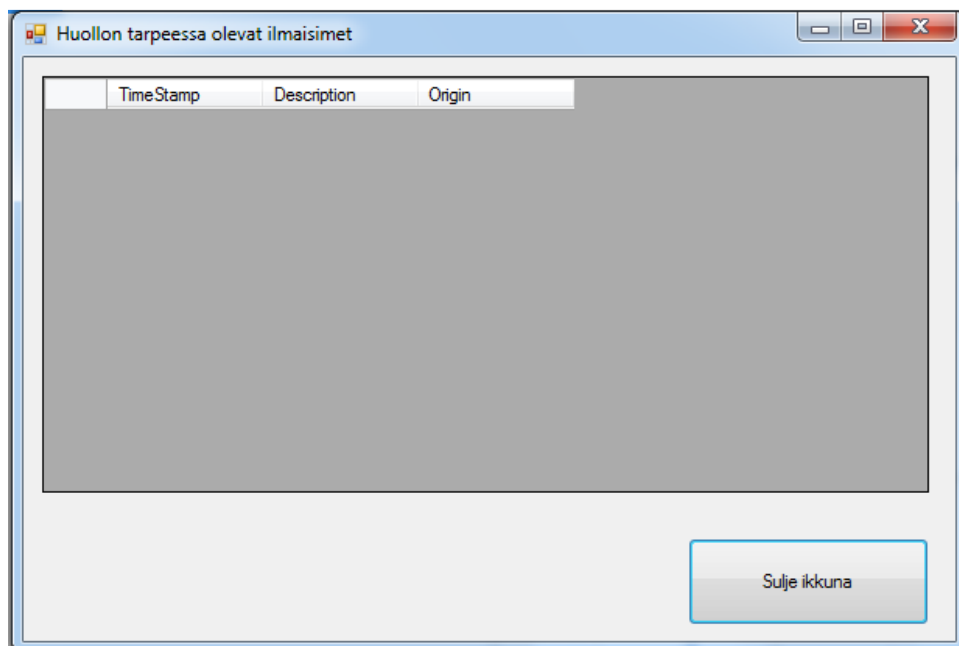 Huollon tarpeessa olevat ilmaisimet
TimeStamp Description Origin
Sulje ikkuna